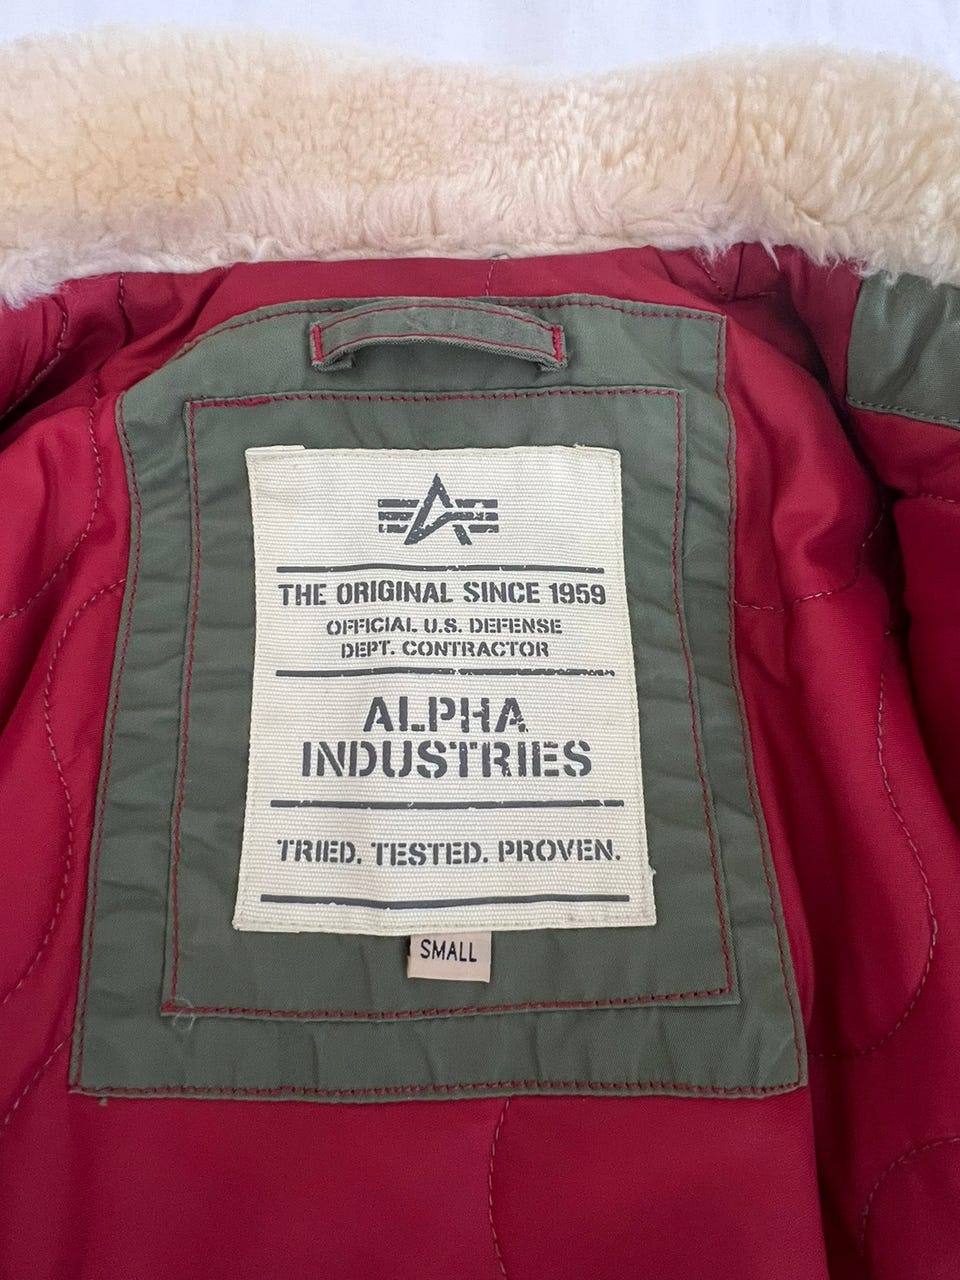 THE ORIGINAL SINCE 1959
OFFICIAL U.S. DEFENSE
DEPT. CONTRACTOR
ALPHA
INDUSTRIES
TRIED. TESTED. PROVEN.
SMALL